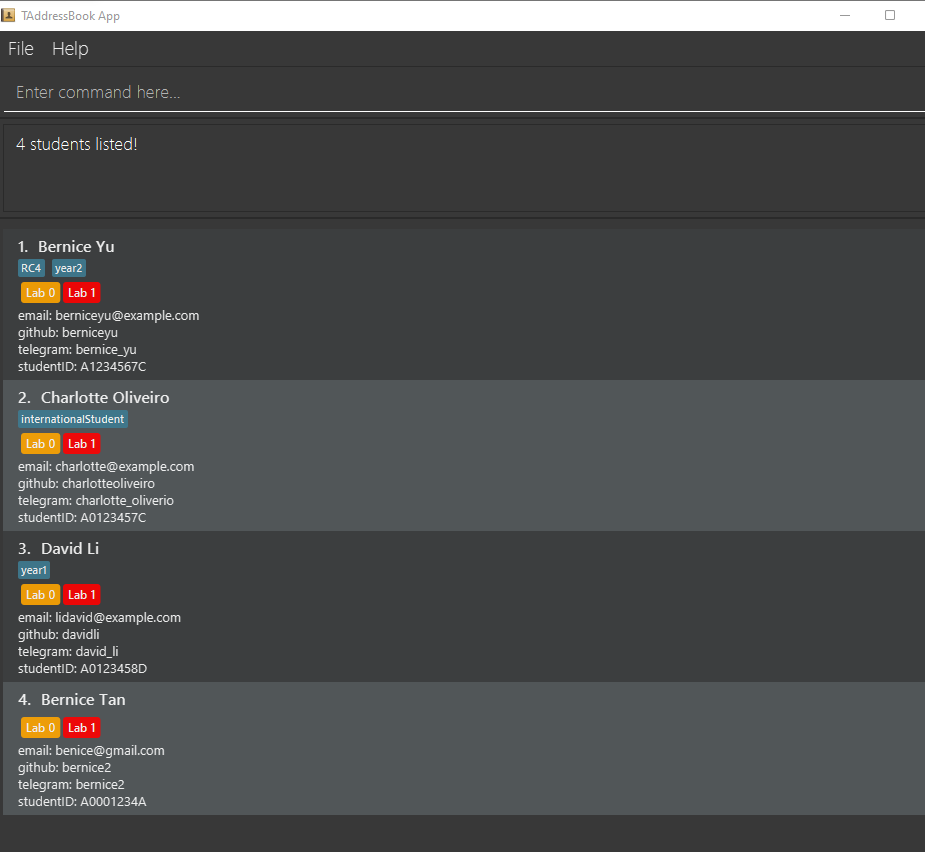 TAddressBook App
File Help
Enter command here...
4 students listed!
1. Bernice Yu
RC4 year2
Lab 0 Lab 1
email: berniceyu@example.com
github: berniceyu
telegram: bernice_yu
studentID: A1234567C
2. Charlotte Oliveiro
internationalStudent
Lab 0 Lab 1
email: charlotte@example.com
github: charlotteoliveiro
telegram: charlotte_oliverio
studentID: A0123457C
3. David Li
year1
Lab 0 Lab 1
email: lidavid@example.com
github: davidli
telegram: david_li
studentID: A0123458D
4. Bernice Tan
Lab 0 Lab 1
email: benice@gmail.com
github: bernice2
telegram: bernice2
studentID: A0001234A